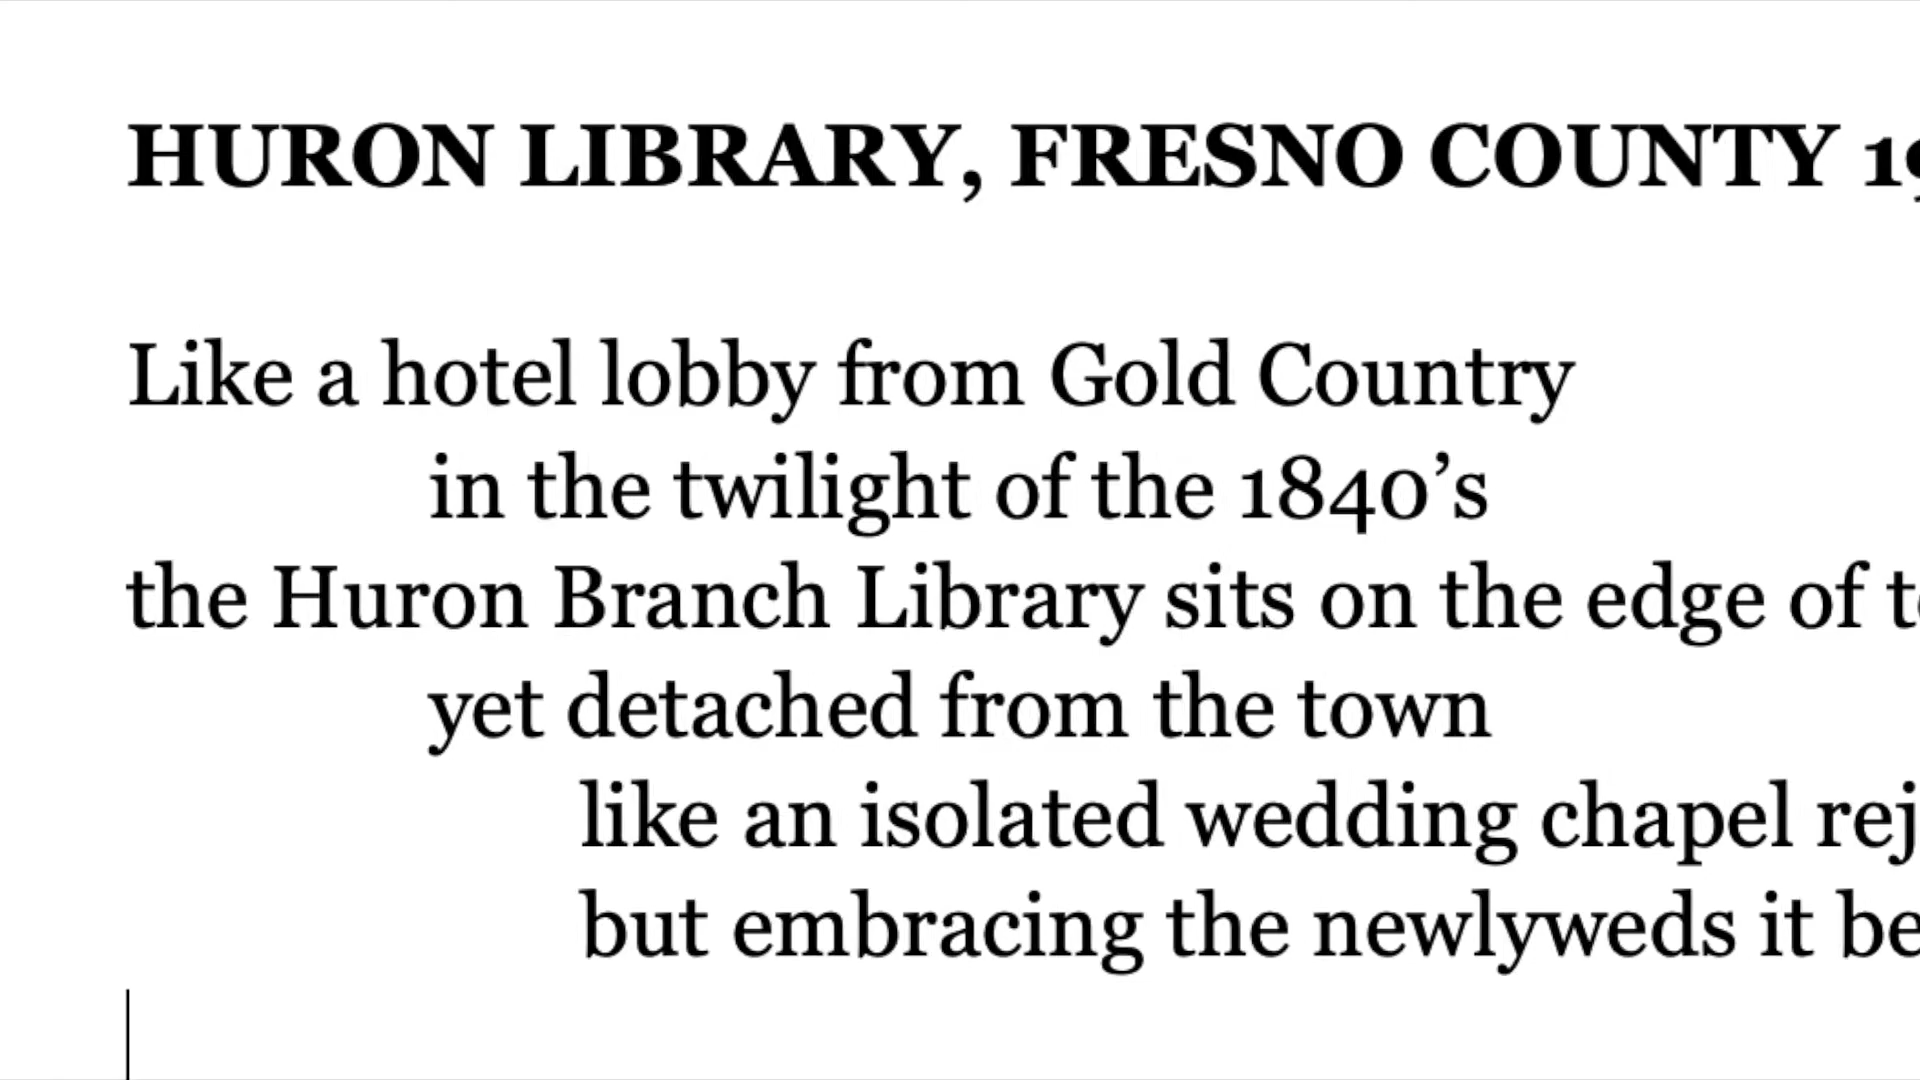 HURON LIBRARY, FRESNO COUNTY
Like a hotel lobby from Gold Country
in the twilight of the 1840’s
the Huron Branch Library sits on the edge of
yet detached from the town
like an isolated wedding chapel
but embracing the newlyweds it